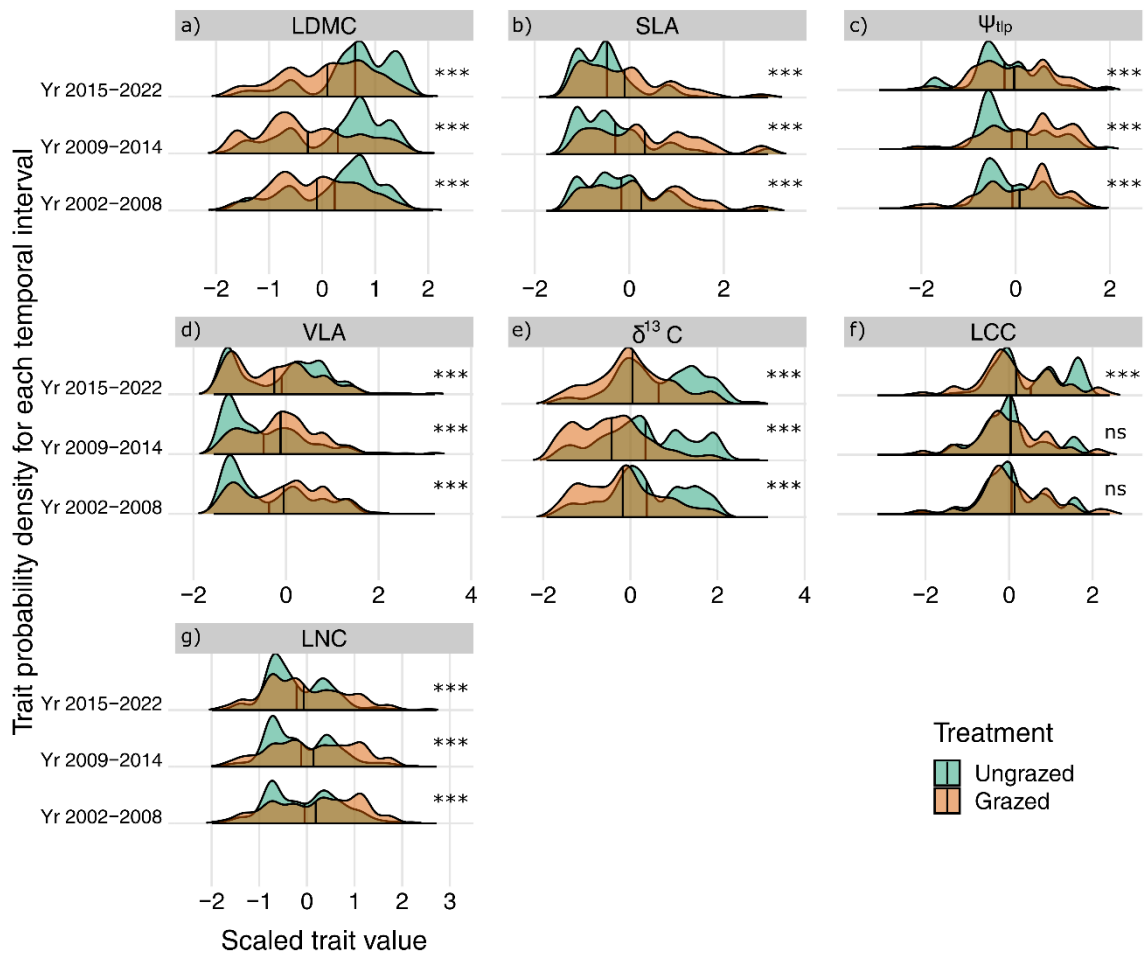 a) LDMC
b) SLA
c) Ψtlp
Yr 2015−2022 *** *** ***
Yr 2009−2014 *** *** ***
Yr 2002−2008 *** *** ***
−2 −1 0 1 2
−2 0 2
−2 0 2
d) VLA
e) δ¹³ C
f) LCC
Yr 2015−2022 *** *** ***
Yr 2009−2014 *** *** ns
Yr 2002−2008 *** *** ns
−2 0 2 4
−2 0 2 4
−2 0 2
g) LNC
Yr 2015−2022 ***
Yr 2009−2014 ***
Yr 2002−2008 ***
−2 −1 0 1 2 3
Scaled trait value
Trait probability density for each temporal interval
Treatment
Ungrazed
Grazed